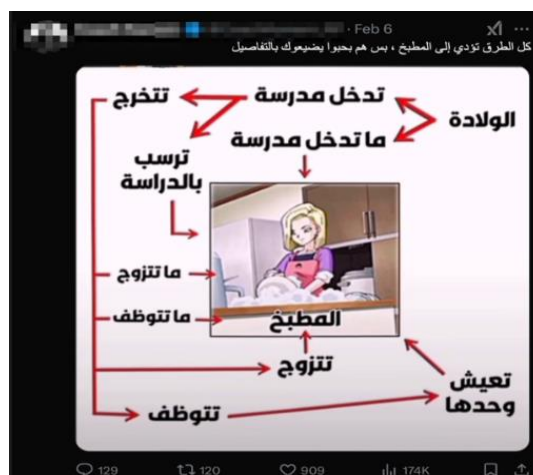 · Feb 6
كل الطرق تؤدي إلى المطبخ ، بس هم بحبوا يضيعوك بالتفاصيل
الولادة
تدخل مدرسة
تتخرج
ما تدخل مدرسة
ترسب
بالدراسة
ما تتزوج
ما تتوظف
المطبخ
تتزوج
تعيش
وحدها
تتوظف
129
120
909
174K